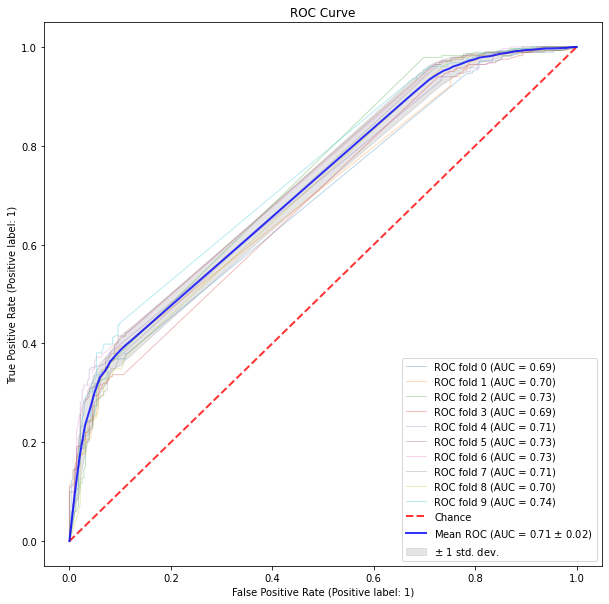 ROC Curve
True Positive Rate (Positive label: 1)
1.0
0.8
0.6
0.4
0.2
0.0
0.0 0.2 0.4 0.6 0.8 1.0
False Positive Rate (Positive label: 1)
ROC fold 0 (AUC = 0.69)
ROC fold 1 (AUC = 0.70)
ROC fold 2 (AUC = 0.73)
ROC fold 3 (AUC = 0.69)
ROC fold 4 (AUC = 0.71)
ROC fold 5 (AUC = 0.73)
ROC fold 6 (AUC = 0.73)
ROC fold 7 (AUC = 0.71)
ROC fold 8 (AUC = 0.70)
ROC fold 9 (AUC = 0.74)
Chance
Mean ROC (AUC = 0.71 ± 0.02)
± 1 std. dev.